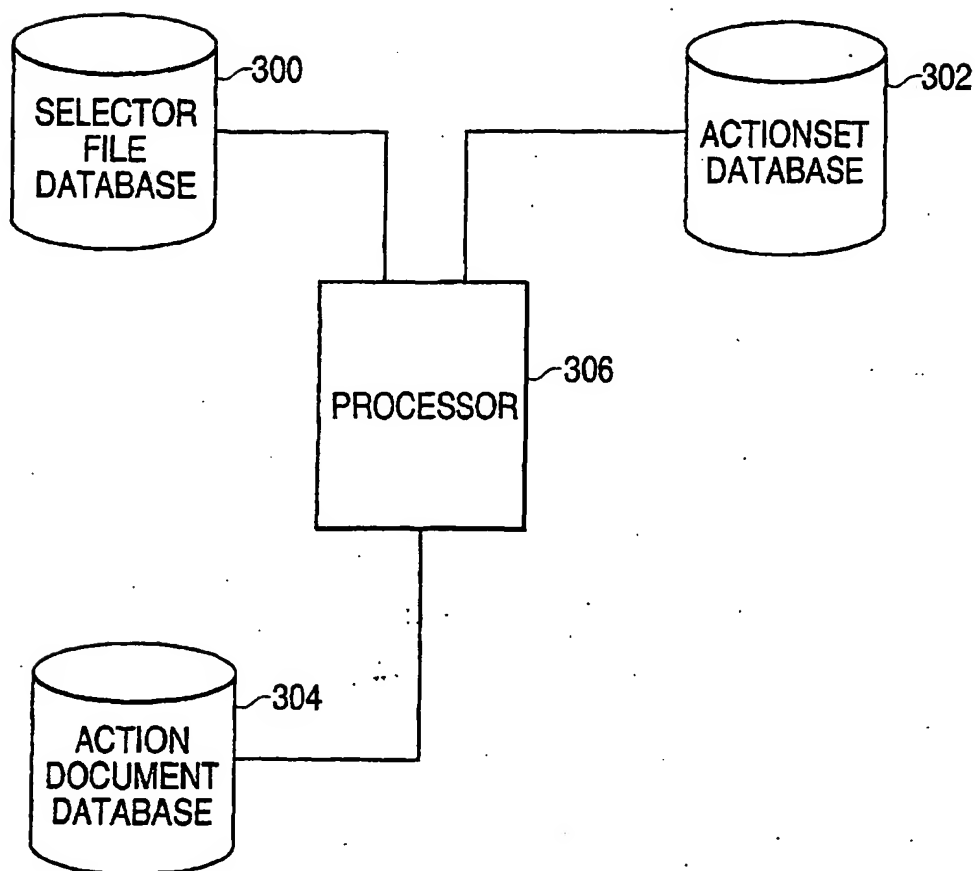 300
SELECTOR
FILE
DATABASE
302
ACTIONSET
DATABASE
306
PROCESSOR
304
ACTION
DOCUMENT
DATABASE